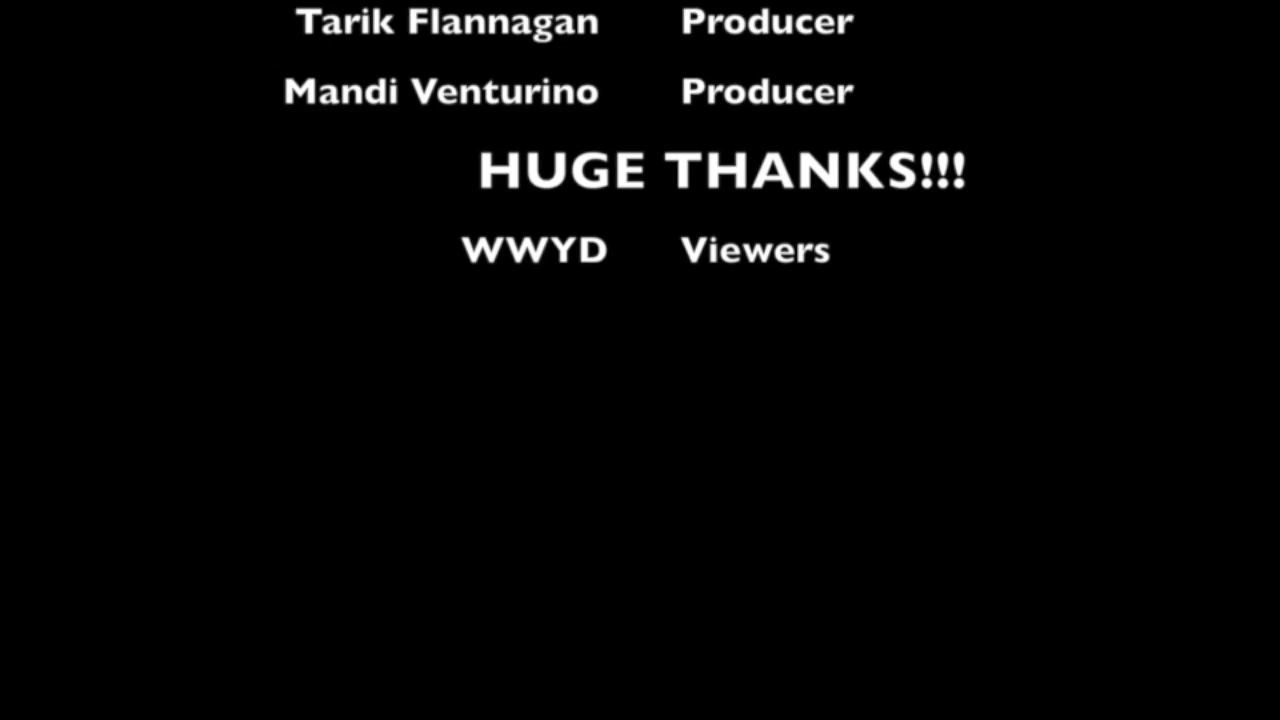 Tarik Flannagan Producer
Mandi Venturino Producer
HUGE THANKS!!!
WWYD Viewers